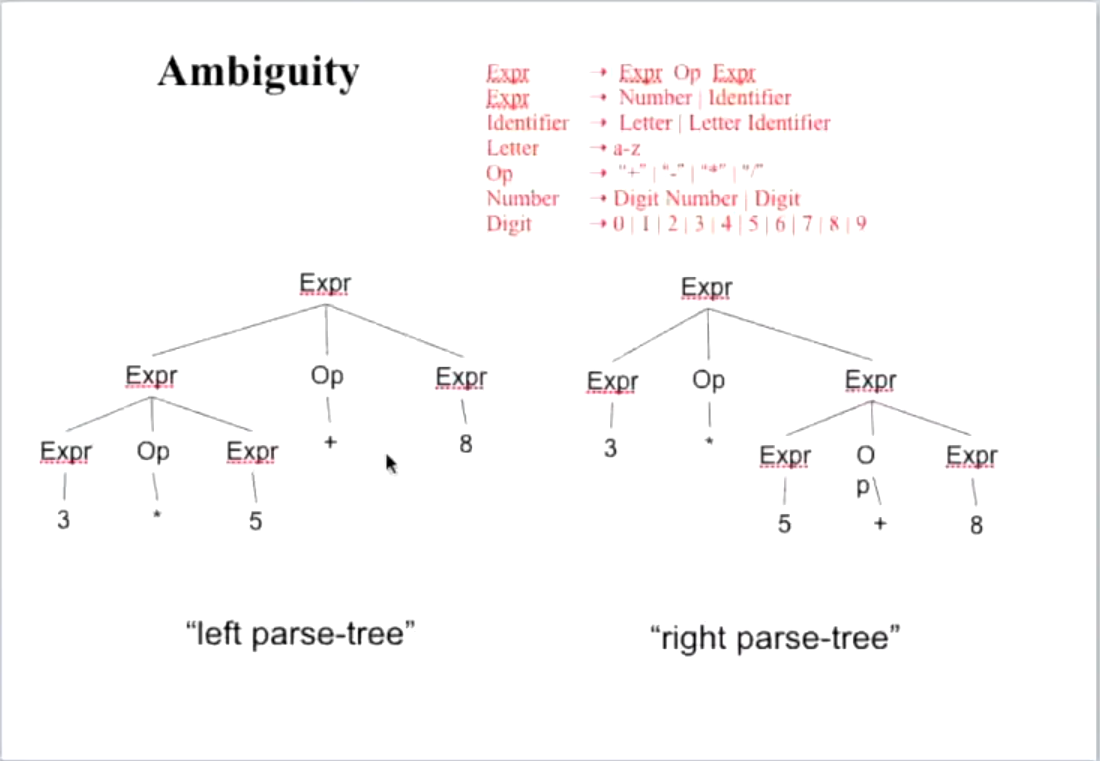 Ambiguity
Expr → Expr Op Expr
Expr → Number | Identifier
Identifier → Letter | Letter Identifier
Letter → a-z
Op → "+" | "-" | "*" | "/"
Number → Digit Number | Digit
Digit → 0 | 1 | 2 | 3 | 4 | 5 | 6 | 7 | 8 | 9
Expr
Expr Op Expr
Expr Op Expr + 8
3 * 5
“left parse-tree”
Expr
Expr Op Expr
3 * Expr O Expr
p\
5 + 8
“right parse-tree”